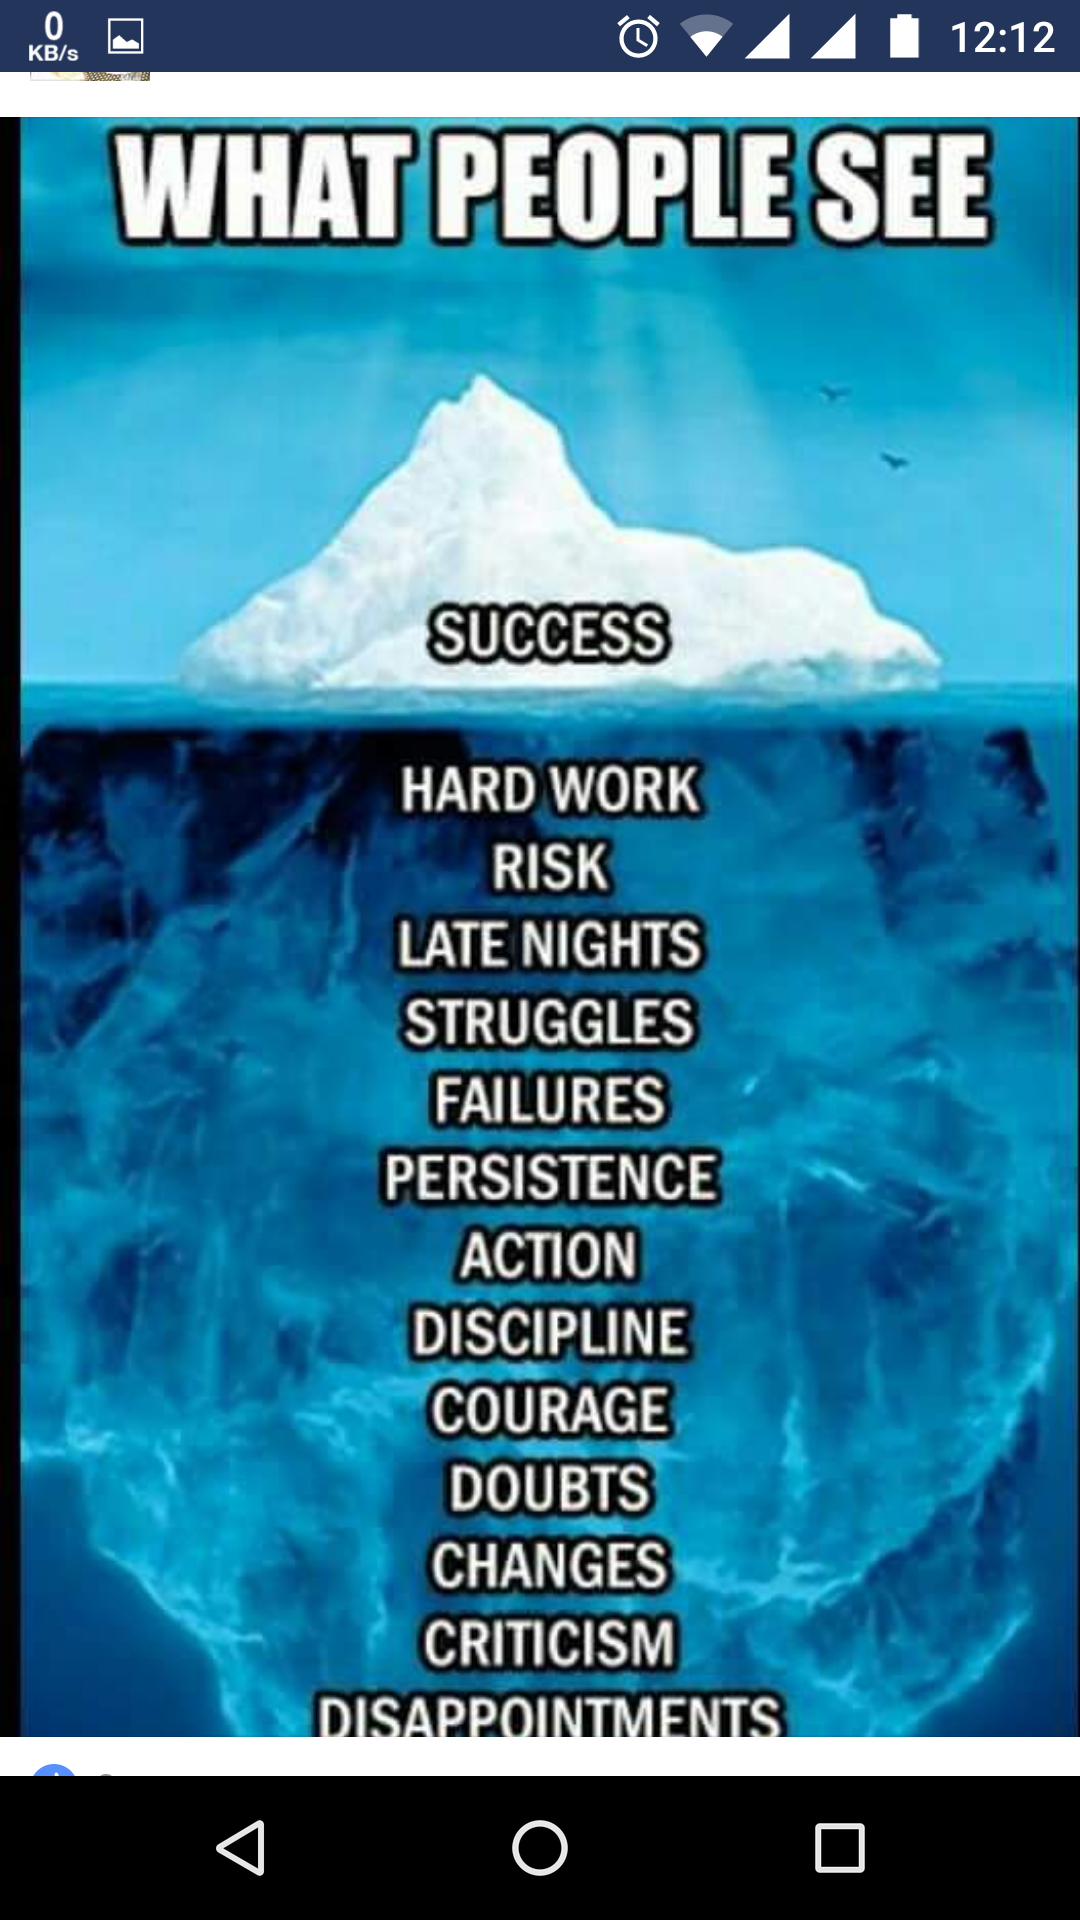 0
KB/s
12:12
WHAT PEOPLE SEE
SUCCESS
HARD WORK
RISK
LATE NIGHTS
STRUGGLES
FAILURES
PERSISTENCE
ACTION
DISCIPLINE
COURAGE
DOUBTS
CHANGES
CRITICISM
DISAPPOINTMENTS